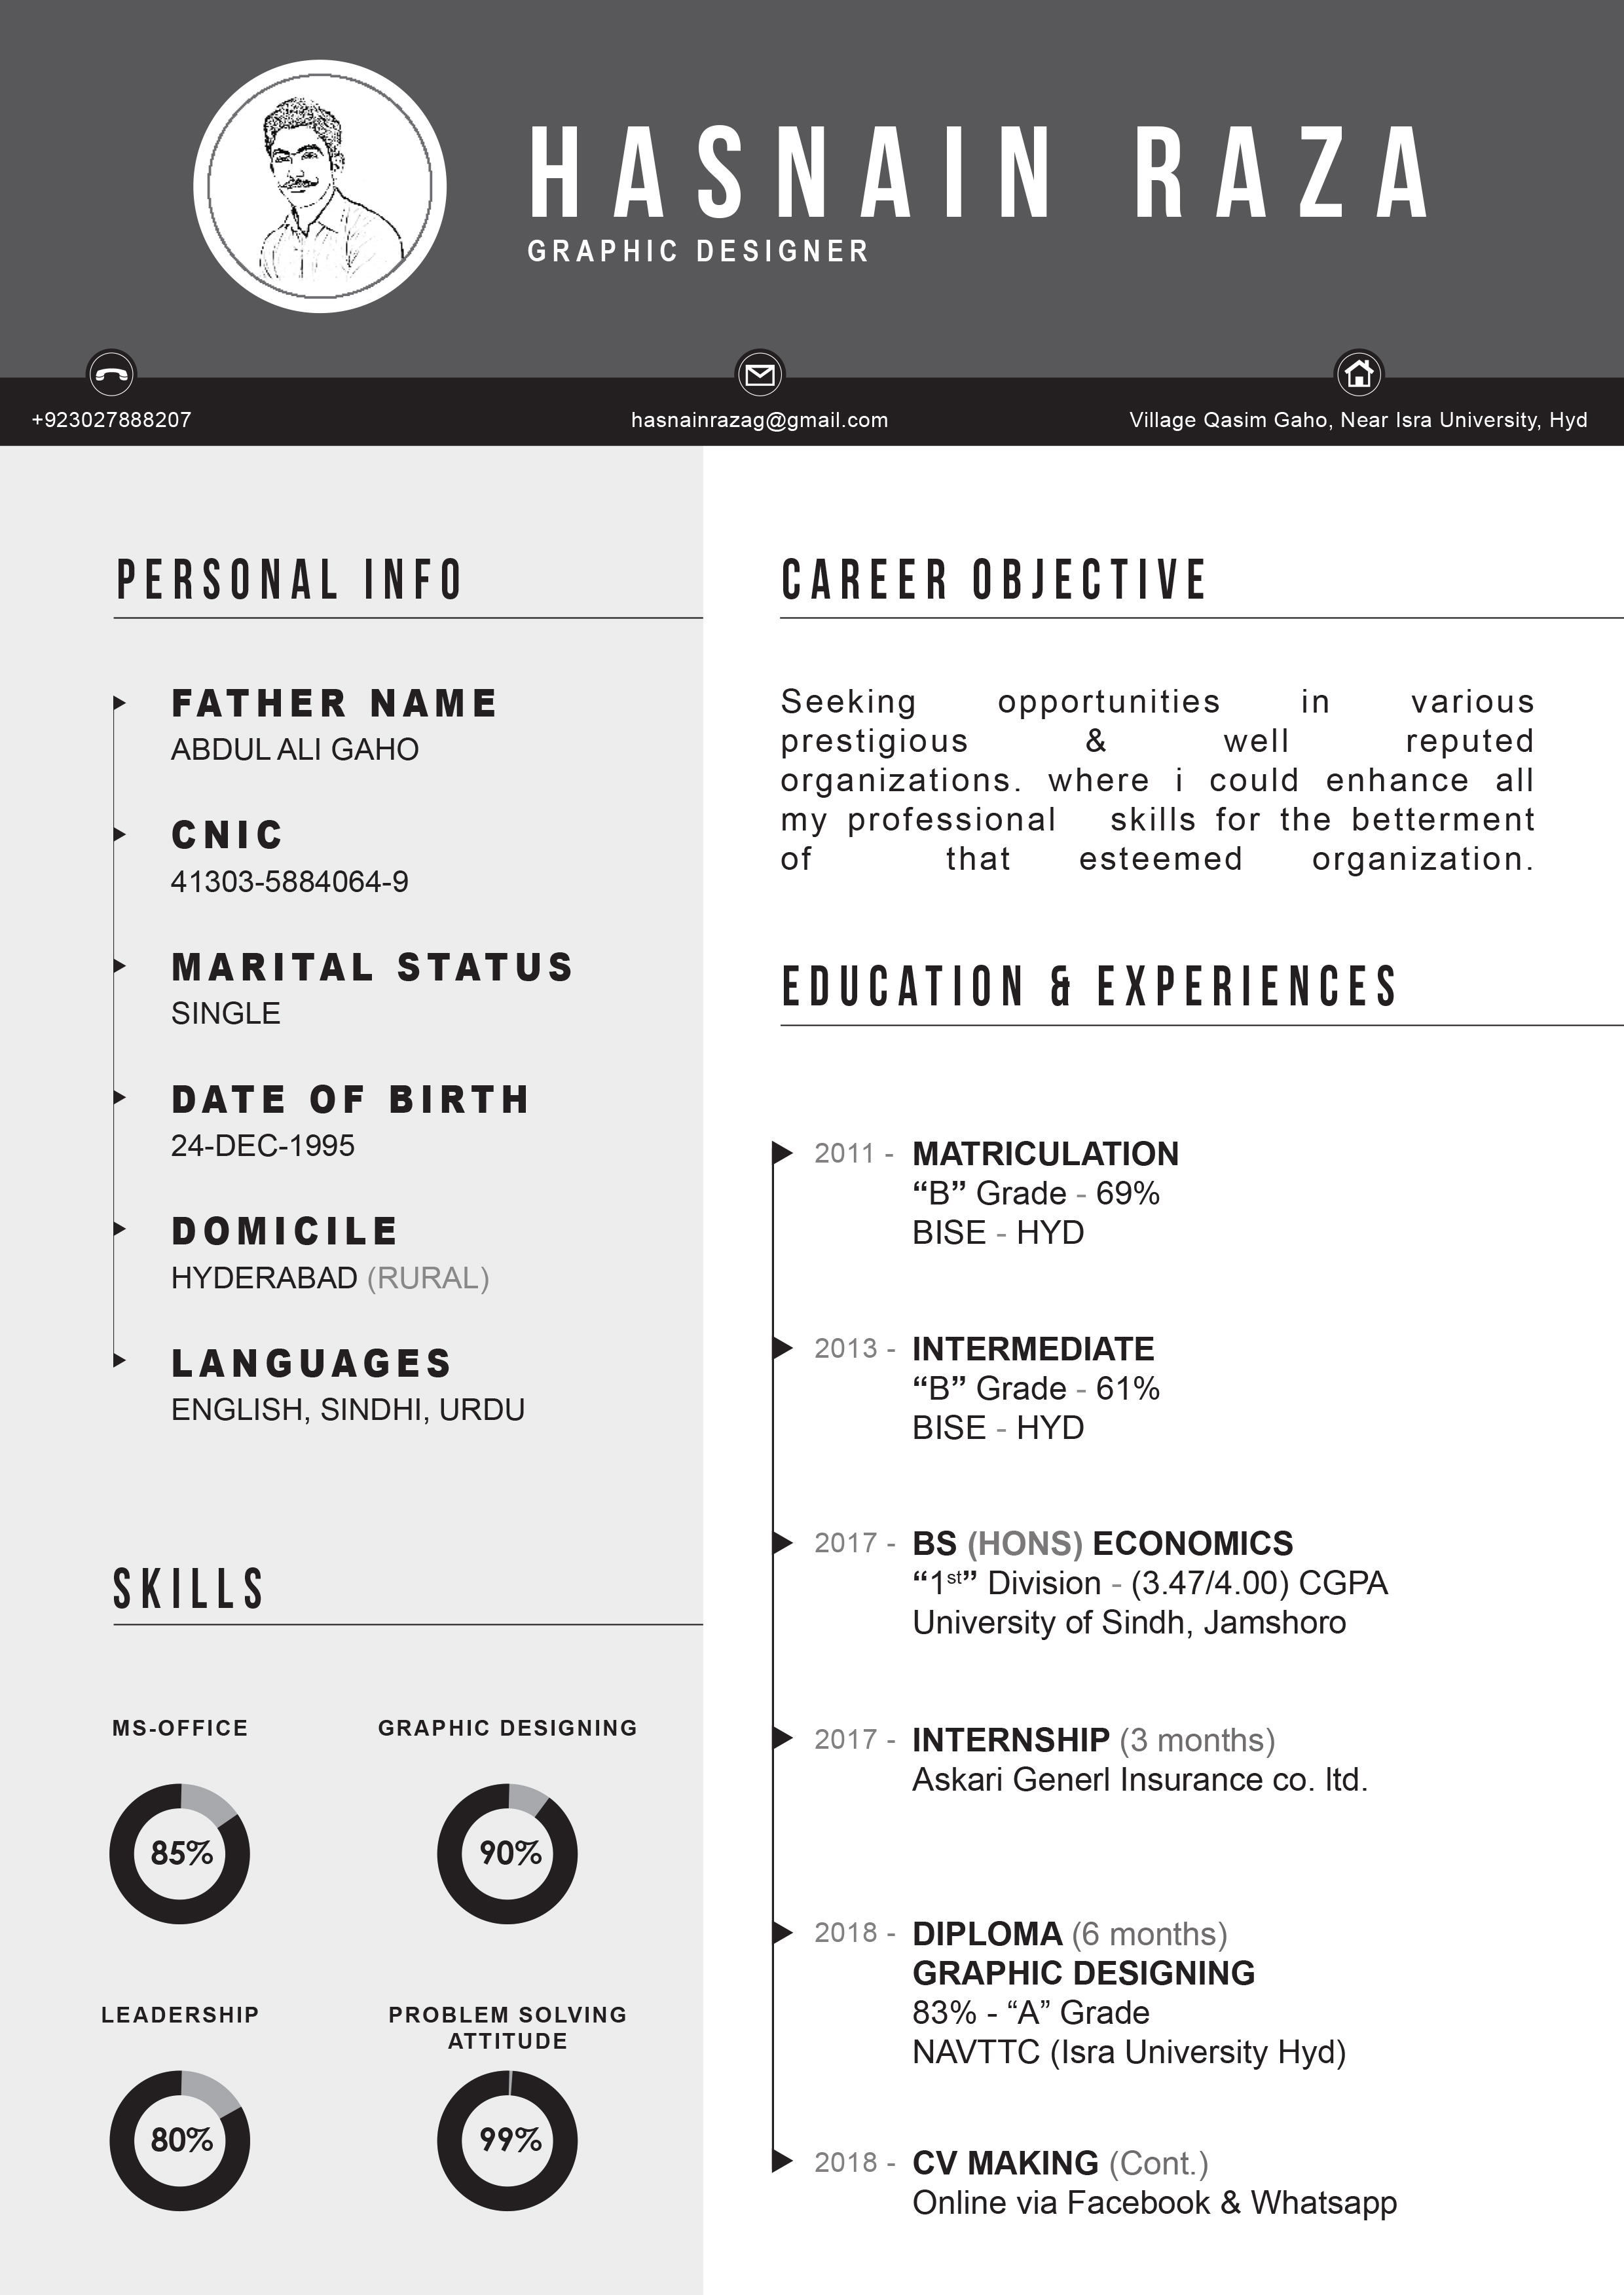 HASNAIN RAZA
GRAPHIC DESIGNER
+923027888207
hasnainrazag@gmail.com
Village Qasim Gaho, Near Isra University, Hyd
PERSONAL INFO
FATHER NAME
ABDUL ALI GAHO
CNIC
41303-5884064-9
MARITAL STATUS
SINGLE
DATE OF BIRTH
24-DEC-1995
DOMICILE
HYDERABAD (RURAL)
LANGUAGES
ENGLISH, SINDHI, URDU
SKILLS
MS-OFFICE
85%
GRAPHIC DESIGNING
90%
LEADERSHIP
80%
PROBLEM SOLVING
ATTITUDE
99%
CAREER OBJECTIVE
Seeking opportunities in various
prestigious & well reputed
organizations. where i could enhance all
my professional skills for the betterment
of that esteemed organization.
EDUCATION & EXPERIENCES
2011 - MATRICULATION
“B” Grade - 69%
BISE - HYD
2013 - INTERMEDIATE
“B” Grade - 61%
BISE - HYD
2017 - BS (HONS) ECONOMICS
“1st” Division - (3.47/4.00) CGPA
University of Sindh, Jamshoro
2017 - INTERNSHIP (3 months)
Askari Generl Insurance co. ltd.
2018 - DIPLOMA (6 months)
GRAPHIC DESIGNING
83% - “A” Grade
NAVTTC (Isra University Hyd)
2018 - CV MAKING (Cont.)
Online via Facebook & Whatsapp